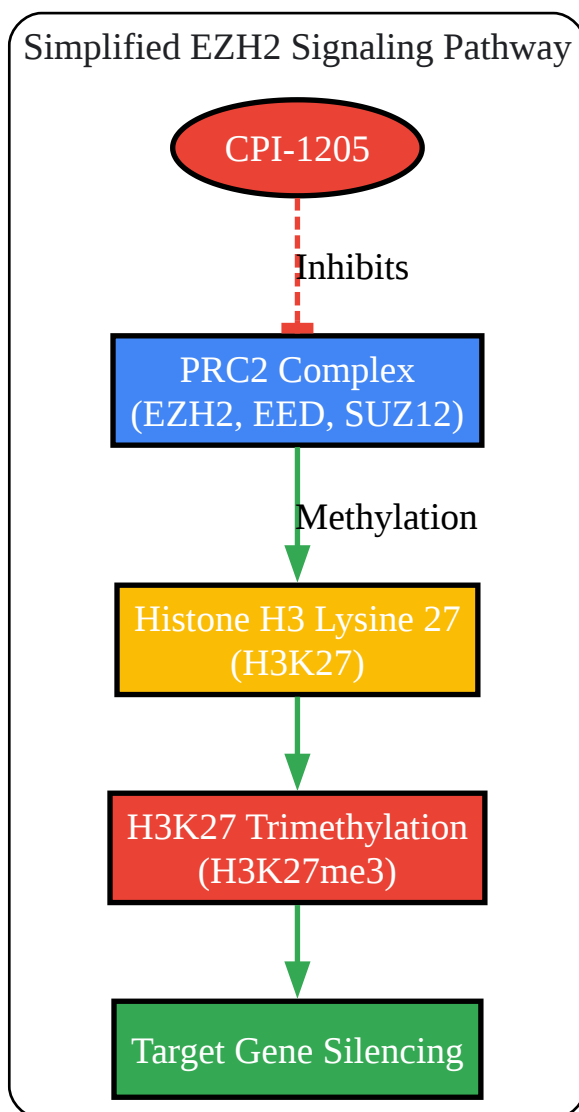 Simplified EZH2 Signaling Pathway
CPI-1205
Inhibits
PRC2 Complex
(EZH2, EED, SUZ12)
Methylation
Histone H3 Lysine 27
(H3K27)
H3K27 Trimethylation
(H3K27me3)
Target Gene Silencing